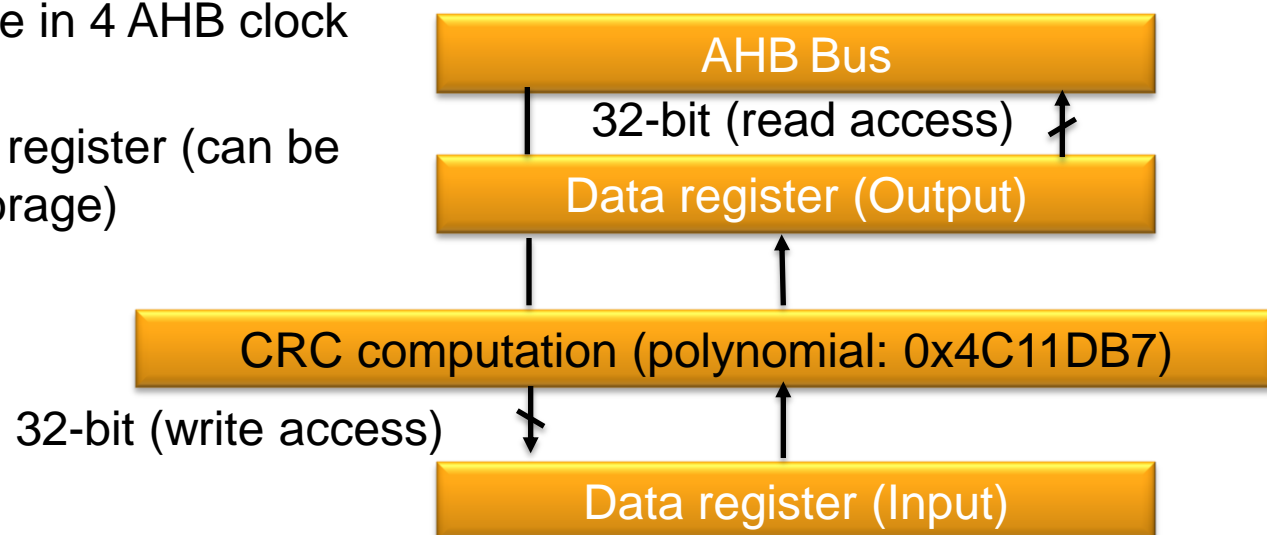 e in 4 AHB clock
register (can be
orage)
AHB Bus
32-bit (read access)
Data register (Output)
CRC computation (polynomial: 0x4C11DB7)
32-bit (write access)
Data register (Input)